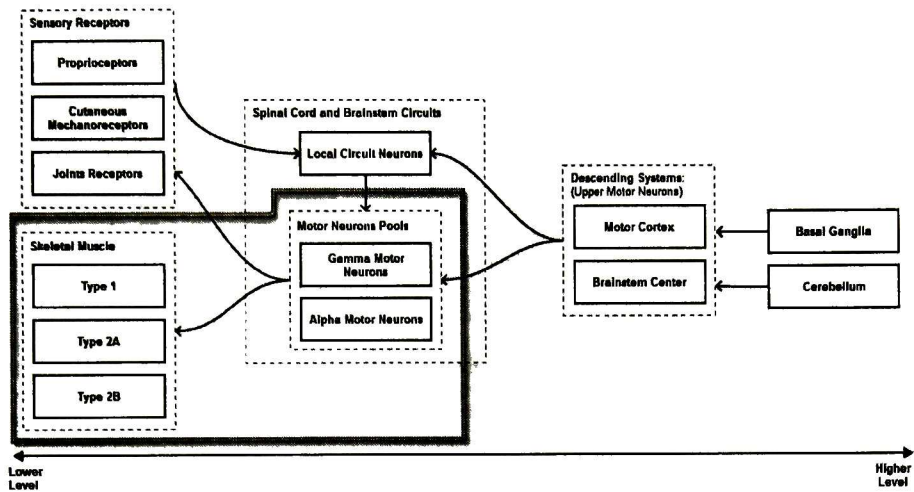 Sensory Receptors
Proprioceptors
Cutaneous
Mechanoreceptors
Joints Receptors
Spinal Cord and Brainstem Circuits
Local Circuit Neurons
Motor Neurons Pools
Gamma Motor
Neurons
Alpha Motor Neurons
Skeletal Muscle
Type 1
Type 2A
Type 2B
Descending Systems:
(Upper Motor Neurons)
Motor Cortex
Brainstem Center
Basal Ganglia
Cerebellum
Lower
Level
Higher
Level